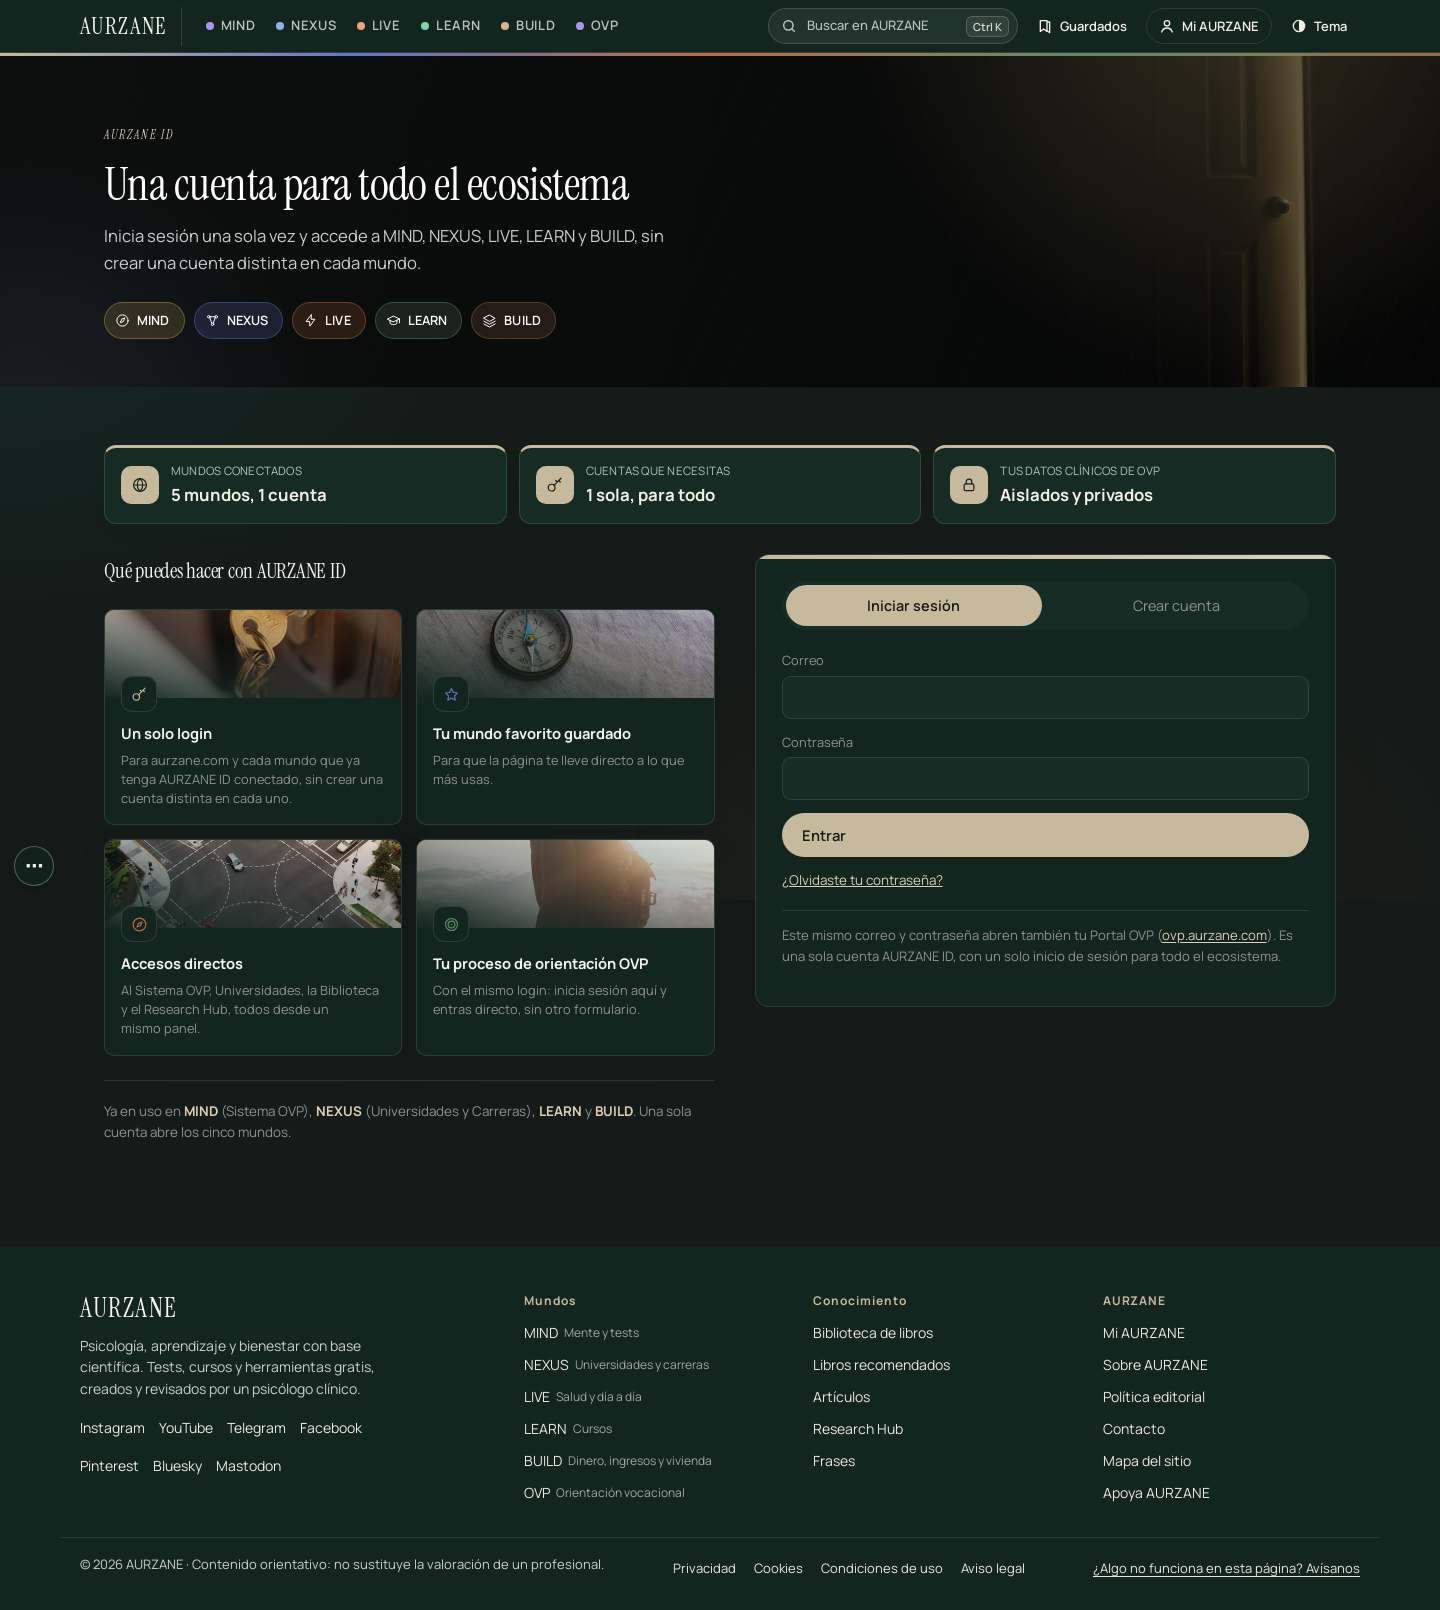 AURZANE
MIND NEXUS LIVE LEARN BUILD OVP
Buscar en AURZANE Ctrl K
Guardados
Mi AURZANE
Tema
AURZANE ID
Una cuenta para todo el ecosistema
Inicia sesión una sola vez y accede a MIND, NEXUS, LIVE, LEARN y BUILD, sin
crear una cuenta distinta en cada mundo.
MIND NEXUS LIVE LEARN BUILD
MUNDOS CONECTADOS
5 mundos, 1 cuenta
CUENTAS QUE NECESITAS
1 sola, para todo
TUS DATOS CLÍNICOS DE OVP
Aislados y privados
Qué puedes hacer con AURZANE ID
Un solo login
Para aurzane.com y cada mundo que ya
tenga AURZANE ID conectado, sin crear una
cuenta distinta en cada uno.
Tu mundo favorito guardado
Para que la página te lleve directo a lo que
más usas.
Accesos directos
Al Sistema OVP, Universidades, la Biblioteca
y el Research Hub, todos desde un
mismo panel.
Tu proceso de orientación OVP
Con el mismo login: inicia sesión aquí y
entras directo, sin otro formulario.
Ya en uso en MIND (Sistema OVP), NEXUS (Universidades y Carreras), LEARN y BUILD. Una sola
cuenta abre los cinco mundos.
Iniciar sesión
Crear cuenta
Correo
Contraseña
Entrar
¿Olvidaste tu contraseña?
Este mismo correo y contraseña abren también tu Portal OVP (ovp.aurzane.com). Es
una sola cuenta AURZANE ID, con un solo inicio de sesión para todo el ecosistema.
AURZANE
Psicología, aprendizaje y bienestar con base
científica. Tests, cursos y herramientas gratis,
creados y revisados por un psicólogo clínico.
Instagram YouTube Telegram Facebook
Pinterest Bluesky Mastodon
Mundos
MIND Mente y tests
NEXUS Universidades y carreras
LIVE Salud y día a día
LEARN Cursos
BUILD Dinero, ingresos y vivienda
OVP Orientación vocacional
Conocimiento
Biblioteca de libros
Libros recomendados
Artículos
Research Hub
Frases
AURZANE
Mi AURZANE
Sobre AURZANE
Política editorial
Contacto
Mapa del sitio
Apoya AURZANE
© 2026 AURZANE · Contenido orientativo: no sustituye la valoración de un profesional.
Privacidad Cookies Condiciones de uso Aviso legal
¿Algo no funciona en esta página? Avísanos